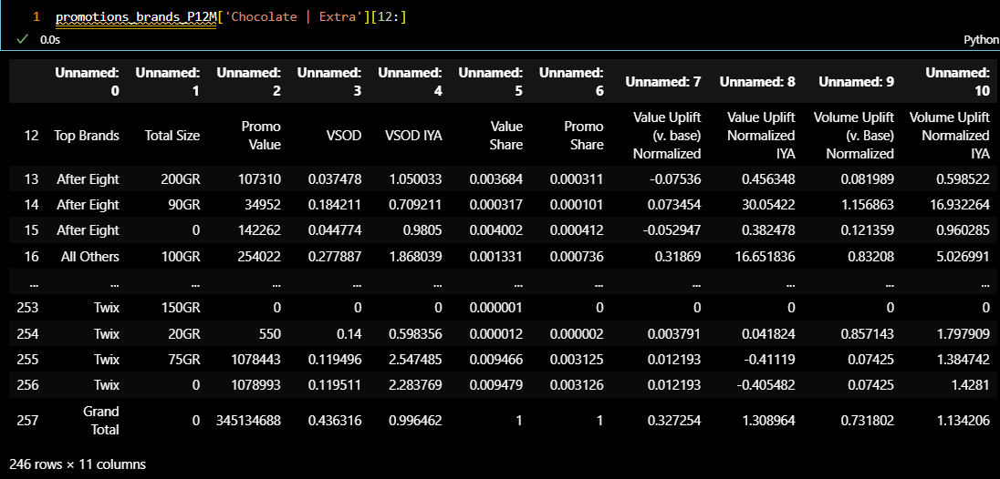 1 promotions_brands_P12M['Chocolate | Extra'][12:]
0.0s Python
Unnamed: 0 Unnamed: 1 Unnamed: 2 Unnamed: 3 Unnamed: 4 Unnamed: 5 Unnamed: 6 Unnamed: 7 Unnamed: 8 Unnamed: 9 Unnamed: 10
12 Top Brands Total Size Promo Value VSOD VSOD IYA Value Share Promo Share Value Uplift (v. base) Normalized Value Uplift Normalized IYA Volume Uplift (v. Base) Normalized Volume Uplift Normalized IYA
13 After Eight 200GR 107310 0.037478 1.050033 0.003684 0.000311 -0.07536 0.456348 0.081989 0.598522
14 After Eight 90GR 34952 0.184211 0.709211 0.000317 0.000101 0.073454 30.05422 1.156863 16.932264
15 After Eight 0 142262 0.044774 0.9805 0.004002 0.000412 -0.052947 0.382478 0.121359 0.960285
16 All Others 100GR 254022 0.277887 1.868039 0.001331 0.000736 0.31869 16.651836 0.83208 5.026991
... ... ... ... ... ... ... ... ... ... ... ...
253 Twix 150GR 0 0 0 0.000001 0 0 0 0 0
254 Twix 20GR 550 0.14 0.598356 0.000012 0.000002 0.003791 0.041824 0.857143 1.797909
255 Twix 75GR 1078443 0.119496 2.547485 0.009466 0.003125 0.012193 -0.41119 0.07425 1.384742
256 Twix 0 1078993 0.119511 2.283769 0.009479 0.003126 0.012193 -0.405482 0.07425 1.4281
257 Grand Total 0 345134688 0.436316 0.996462 1 1 0.327254 1.308964 0.731802 1.134206
246 rows × 11 columns